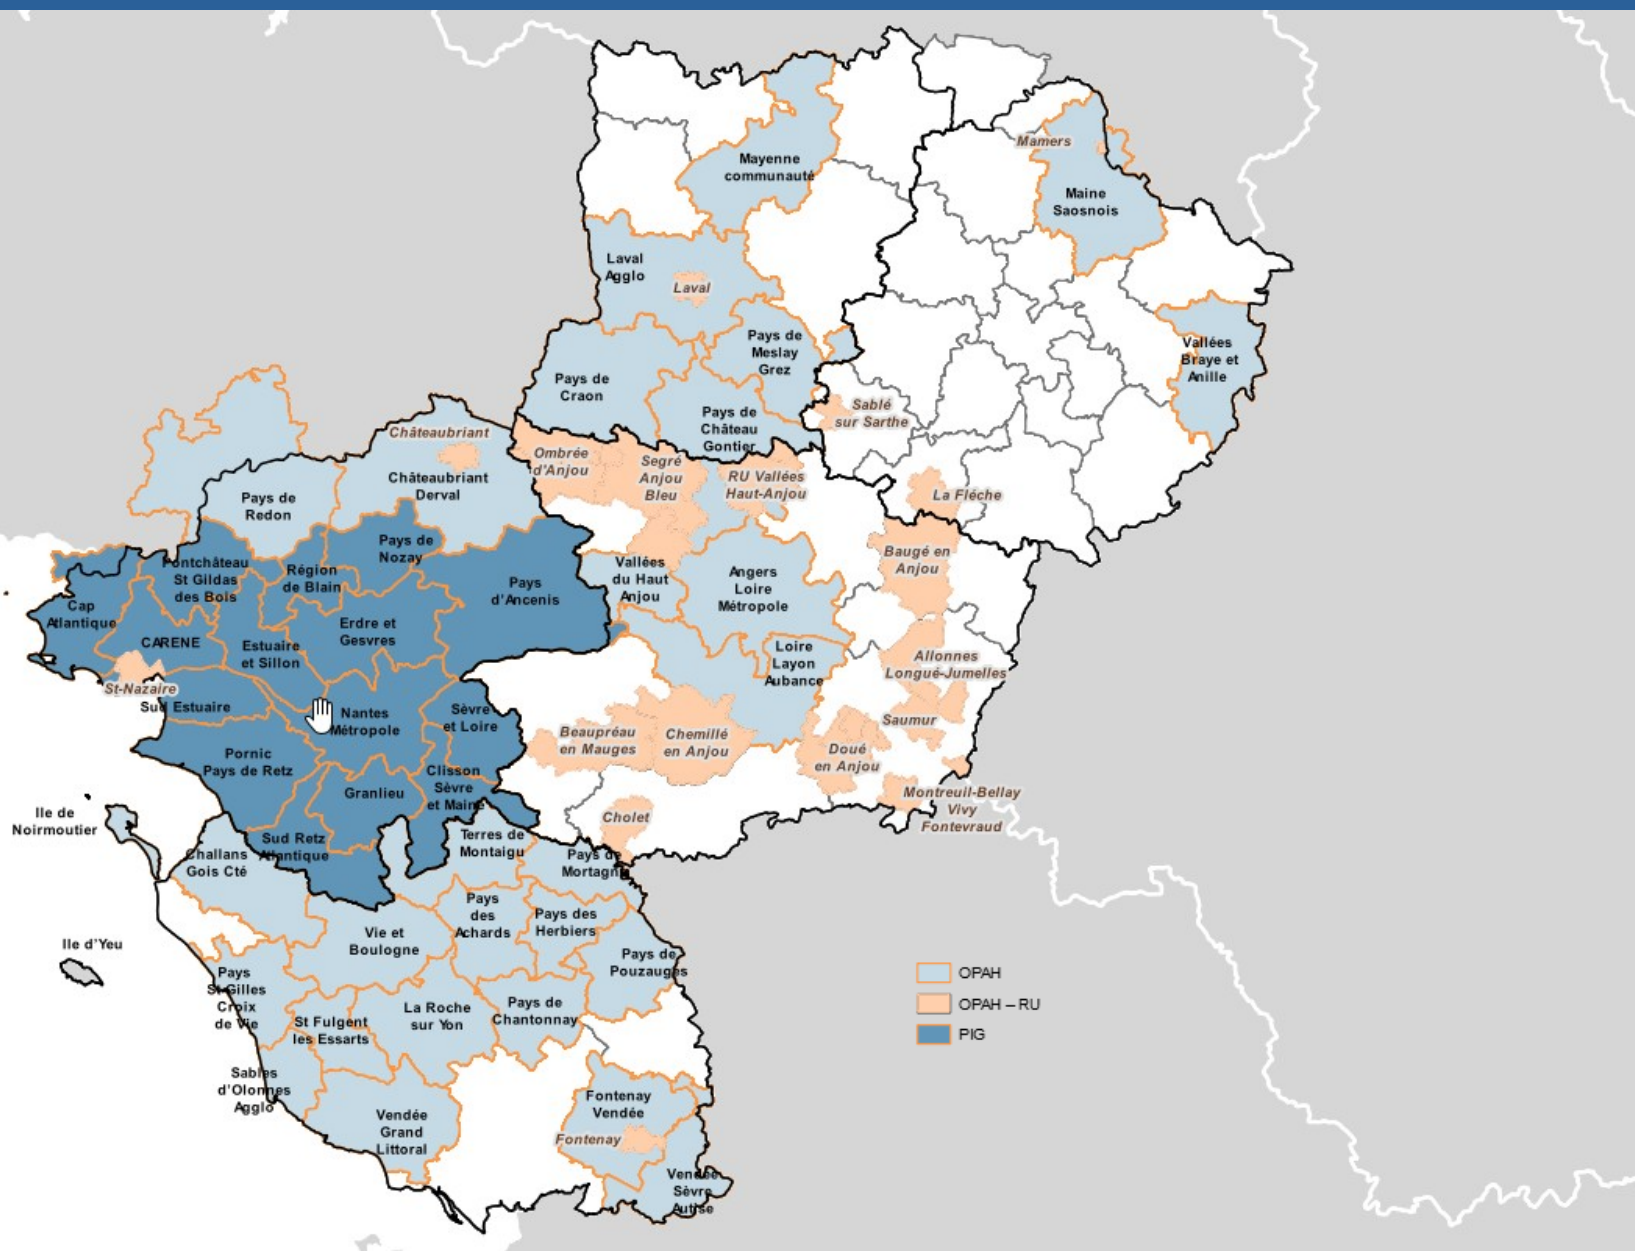 Mamers
Mayenne
communauté
Maine
Saosnois
Laval
Agglo
Laval
Pays de
Meslay
Grez
Vallées
Braye et
Anille
Pays de
Craon
Sablé
sur Sarthe
Pays de
Château
Gontier
Châteaubriant
Ombrée
d'Anjou
Segré
Anjou
Bleu
RU Vallées
Haut-Anjou
Châteaubriant
Derval
Pays de
Redon
La Fléche
Pays de
Nozay
Baugé en
Anjou
Pontchâteau
St Gildas
des Bois
Région
de Blain
Vallées
du Haut
Anjou
Angers
Loire
Métropole
Pays
d'Ancenis
Cap
Atlantique
CARENE
Erdre et
Gesvres
Estuaire
et Sillon
Loire
Layon
Aubance
Allonnes
Longué-Jumelles
St-Nazaire
Sud Estuaire
Nantes
Métropole
Sèvre
et Loire
Saumur
Beaupréau
en Mauges
Chemillé
en Anjou
Doué
en Anjou
Pornic
Pays de Retz
Clisson
Sèvre
et Maine
Granlieu
Montreuil-Bellay
Vivy
Fontevraud
Ile de
Noirmoutier
Cholet
Sud Retz
Atlantique
Terres de
Montaigu
Challans
Gois Cté
Pays de
Mortagne
Pays
des
Achards
Pays des
Herbiers
Vie et
Boulogne
Ile d'Yeu
Pays de
Pouzauges
Pays
St Gilles
Croix
de Vie
La Roche
sur Yon
Pays de
Chantonnay
St Fulgent
les Essarts
OPAH
OPAH – RU
PIG
Sables
d'Olonnes
Agglo
Fontenay
Vendée
Vendée
Grand
Littoral
Fontenay
Vendée
Sèvre
Autise